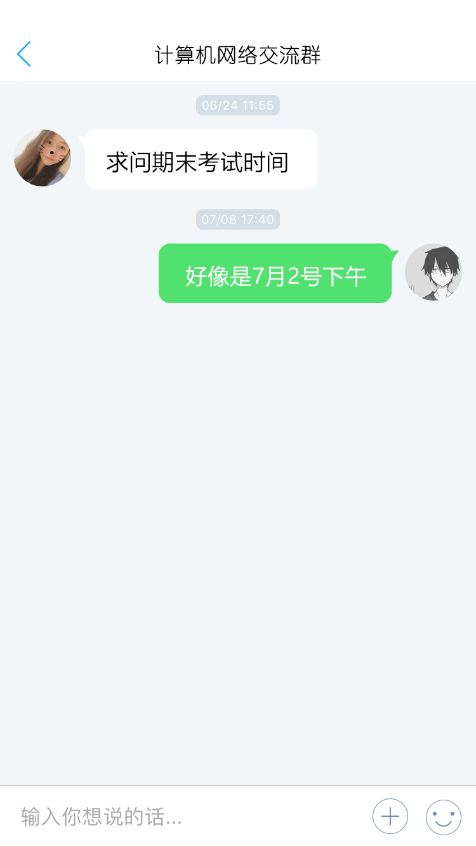 计算机网络交流群
06/24 11:55
求问期末考试时间
07/08 17:40
好像是7月2号下午
输入你想说的话...